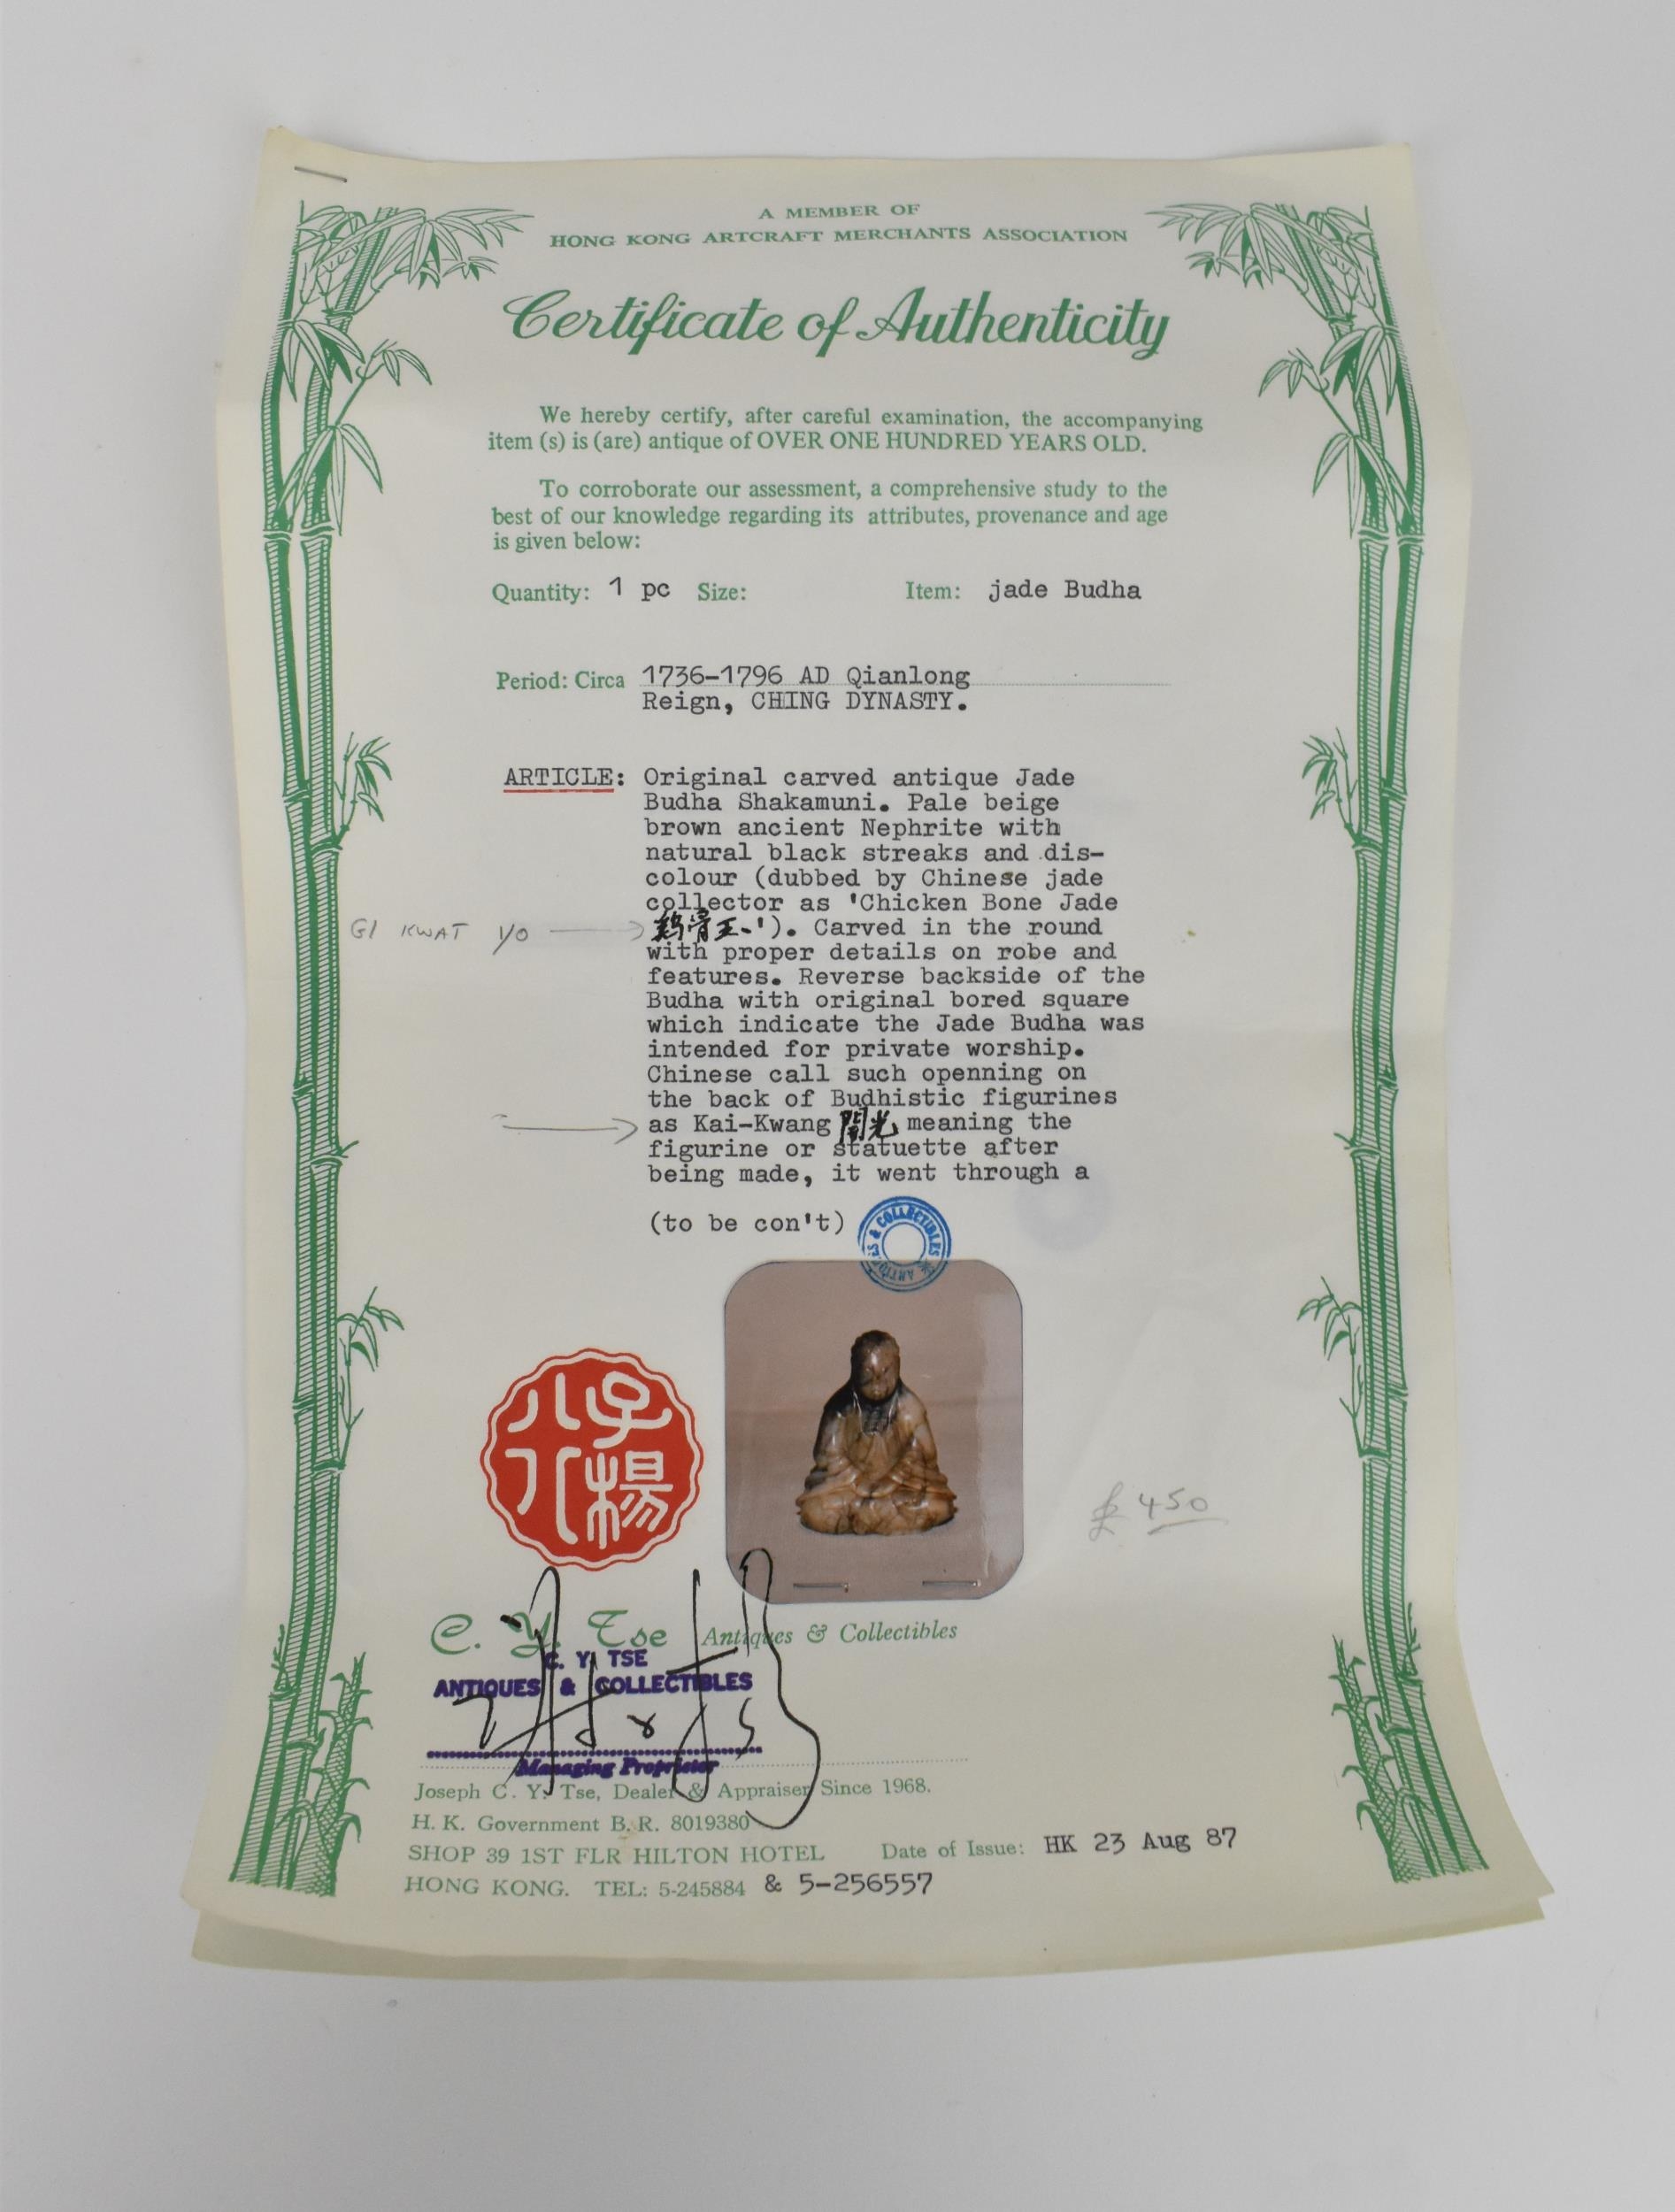 A MEMBER OF
HONG KONG ARTCRAFT MERCHANTS ASSOCIATION
Certificate of Authenticity
We hereby certify, after careful examination, the accompanying
item (s) is (are) antique of OVER ONE HUNDRED YEARS OLD.
To corroborate our assessment, a comprehensive study to the
best of our knowledge regarding its attributes, provenance and age
is given below:
Quantity: 1 pc Size: Item: jade Budha
Period: Circa 1736-1796 AD Qianlong
Reign, CHING DYNASTY.
ARTICLE: Original carved antique Jade
Budha Shakamuni. Pale beige
brown ancient Nephrite with
natural black streaks and dis-
colour (dubbed by Chinese jade
collector as 'Chicken Bone Jade
GI KWAT Y/O 鷄骨玉'). Carved in the round
with proper details on robe and
features. Reverse backside of the
Budha with original bored square
which indicate the Jade Budha was
intended for private worship.
Chinese call such openning on
the back of Budhistic figurines
as Kai-Kwang 開光 meaning the
figurine or statuette after
being made, it went through a
(to be con't)
& COLLECTIBLES
子楊
£450
C. Y. Tse Antiques & Collectibles
C. Y. TSE
ANTIQUES & COLLECTIBLES
Managing Proprietor
Joseph C. Y. Tse, Dealer & Appraiser Since 1968.
H. K. Government B. R. 8019380
SHOP 39 1ST FLR HILTON HOTEL Date of Issue: HK 23 Aug 87
HONG KONG. TEL: 5-245884 & 5-256557